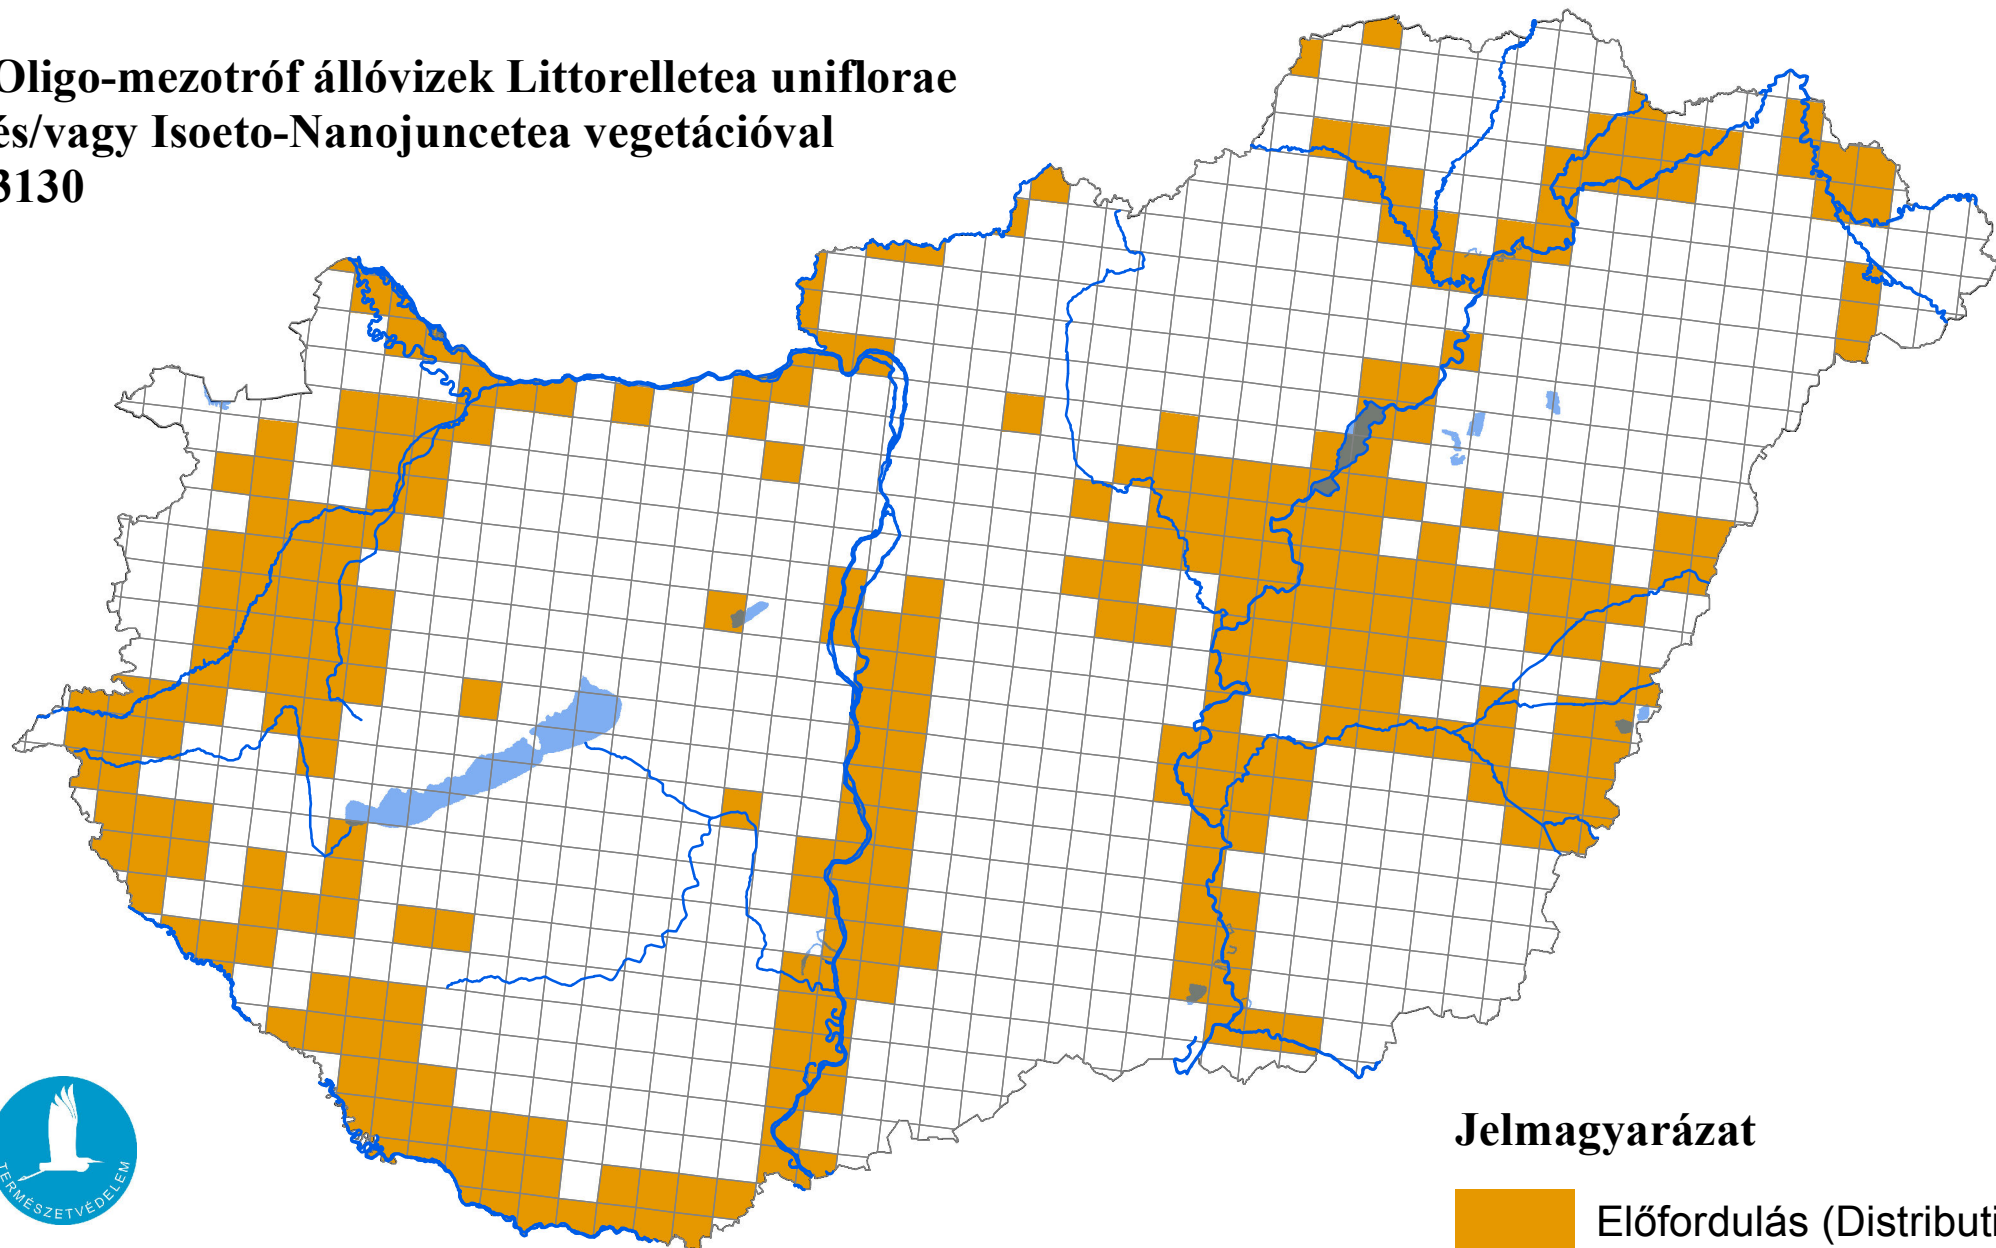 Oligo-mezotróf állóvizek Littorelletea uniflorae
és/vagy Isoeto-Nanojuncetea vegetációval
3130
TERMÉSZETVÉDELEM
Jelmagyarázat
Előfordulás (Distributi